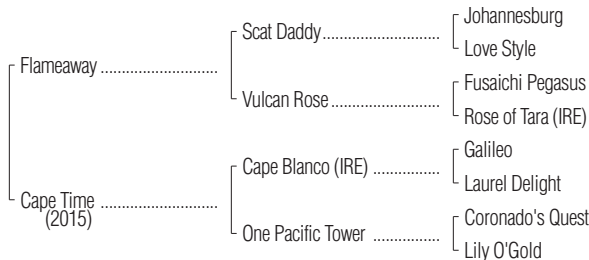 Johannesburg
Scat Daddy........................
Love Style
Flameaway ........................
Fusaichi Pegasus
Vulcan Rose......................
Rose of Tara (IRE)
Galileo
Cape Blanco (IRE) ..............
Laurel Delight
Cape Time ........................
(2015)
Coronado's Quest
One Pacific Tower ..............
Lily O'Gold